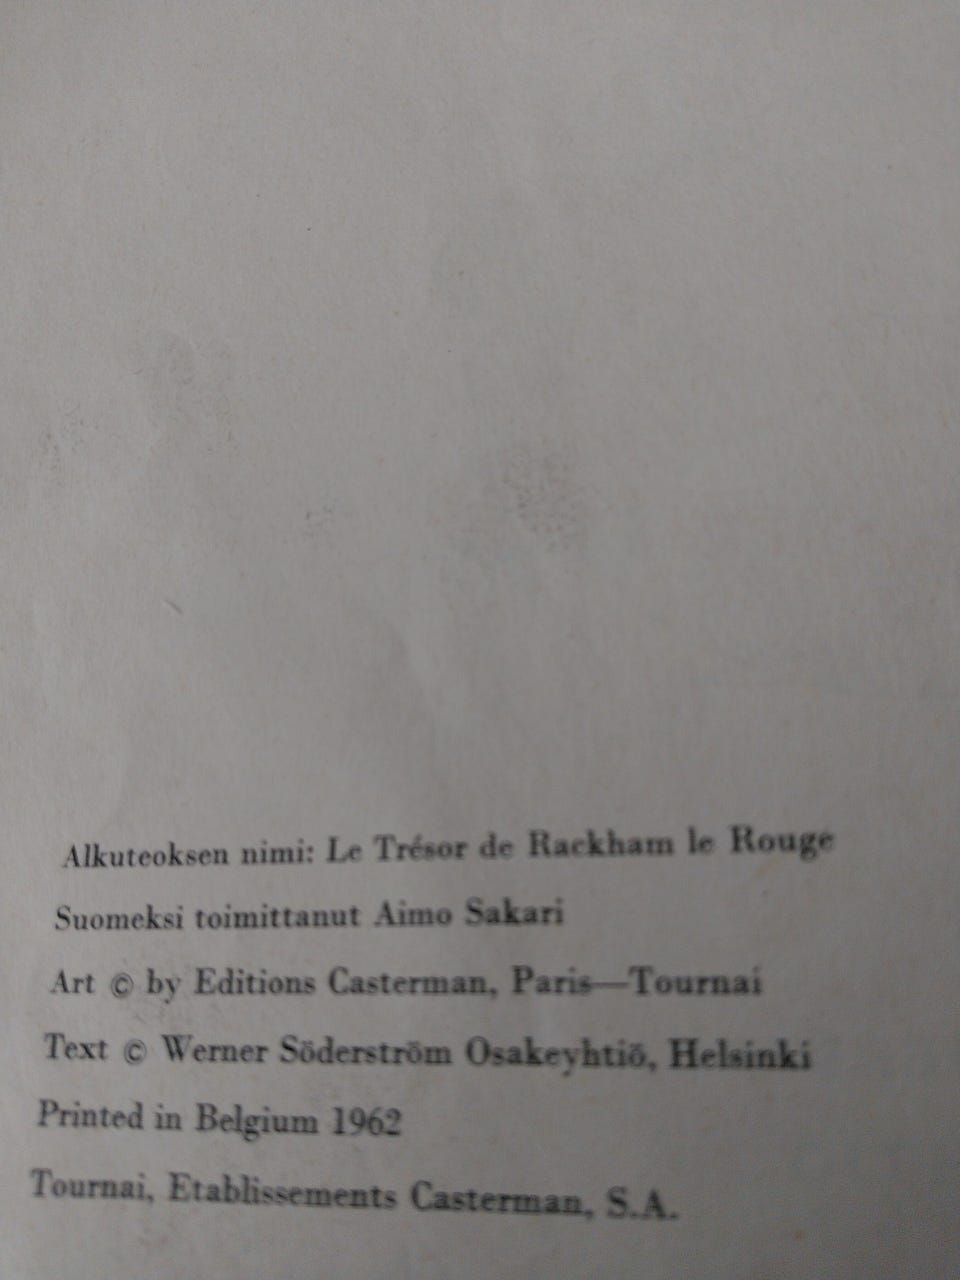 Alkuteoksen nimi: Le Trésor de Rackham le Rouge
Suomeksi toimittanut Aimo Sakari
Art © by Editions Casterman, Paris—Tournai
Text © Werner Söderström Osakeyhtiö, Helsinki
Printed in Belgium 1962
Tournai, Etablissements Casterman, S.A.